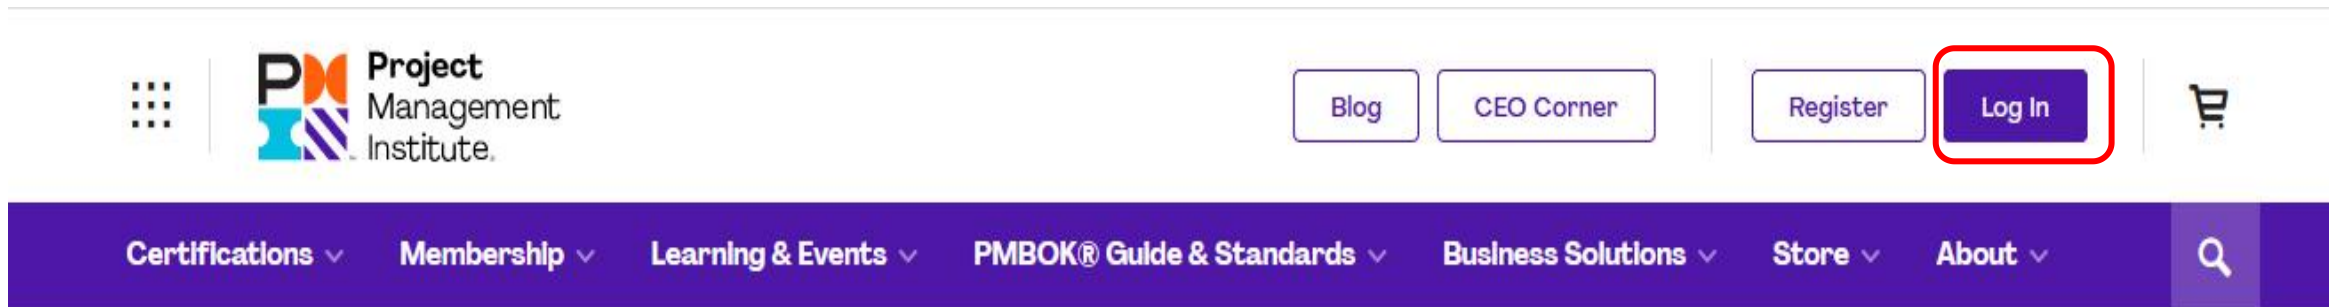 PM
Project
Management
Institute.
Blog
CEO Corner
Register
Log In
Certifications
Membership
Learning & Events
PMBOK® Guide & Standards
Business Solutions
Store
About